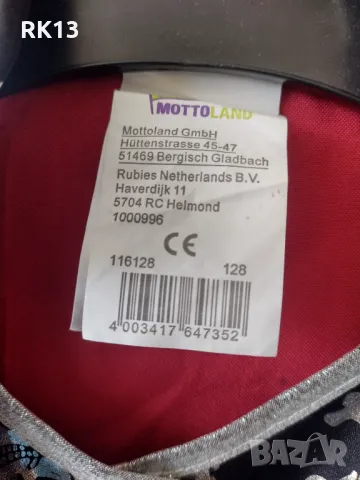 RK13
MOTTOLAND
Mottoland GmbH
Hüttenstrasse 45-47
51469 Bergisch Gladbach
Rubies Netherlands B.V.
Haverdijk 11
5704 RC Helmond
1000996
CE
116128 128
4 003417 647352
bazar